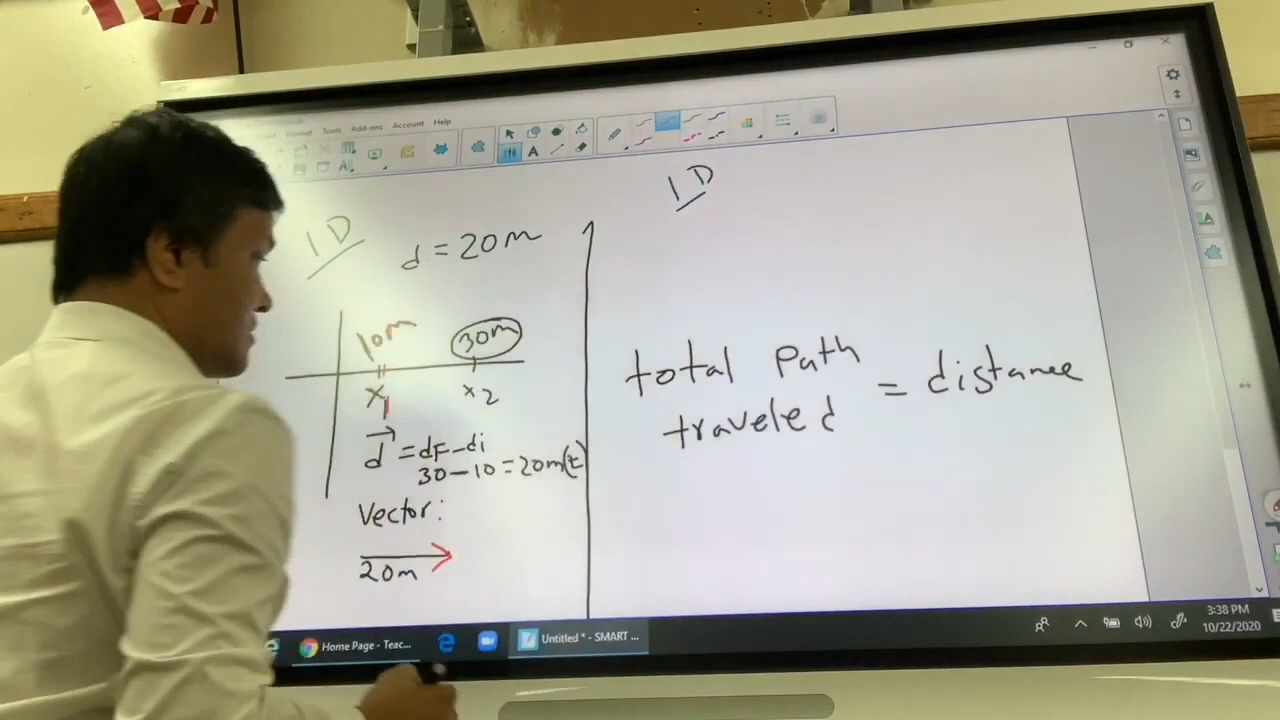 Format Tools Add-ons Account Help
1D
d = 20m
10m
30m
x1
x2
d = dF-di
30-10=20m(t)
Vector:
20m
1D
total Path
traveled
= distance
Home Page - Teac...
Untitled * - SMART ...
3:38 PM
10/22/2020